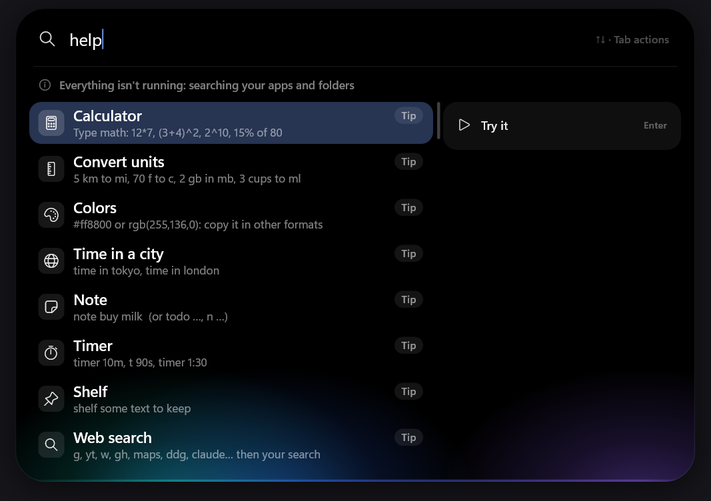 help
↑↓ · Tab actions
Everything isn't running: searching your apps and folders
Calculator
Tip
Type math: 12*7, (3+4)^2, 2^10, 15% of 80
Try it
Enter
Convert units
Tip
5 km to mi, 70 f to c, 2 gb in mb, 3 cups to ml
Colors
Tip
#ff8800 or rgb(255,136,0): copy it in other formats
Time in a city
Tip
time in tokyo, time in london
Note
Tip
note buy milk  (or todo ..., n ...)
Timer
Tip
timer 10m, t 90s, timer 1:30
Shelf
Tip
shelf some text to keep
Web search
Tip
g, yt, w, gh, maps, ddg, claude... then your search